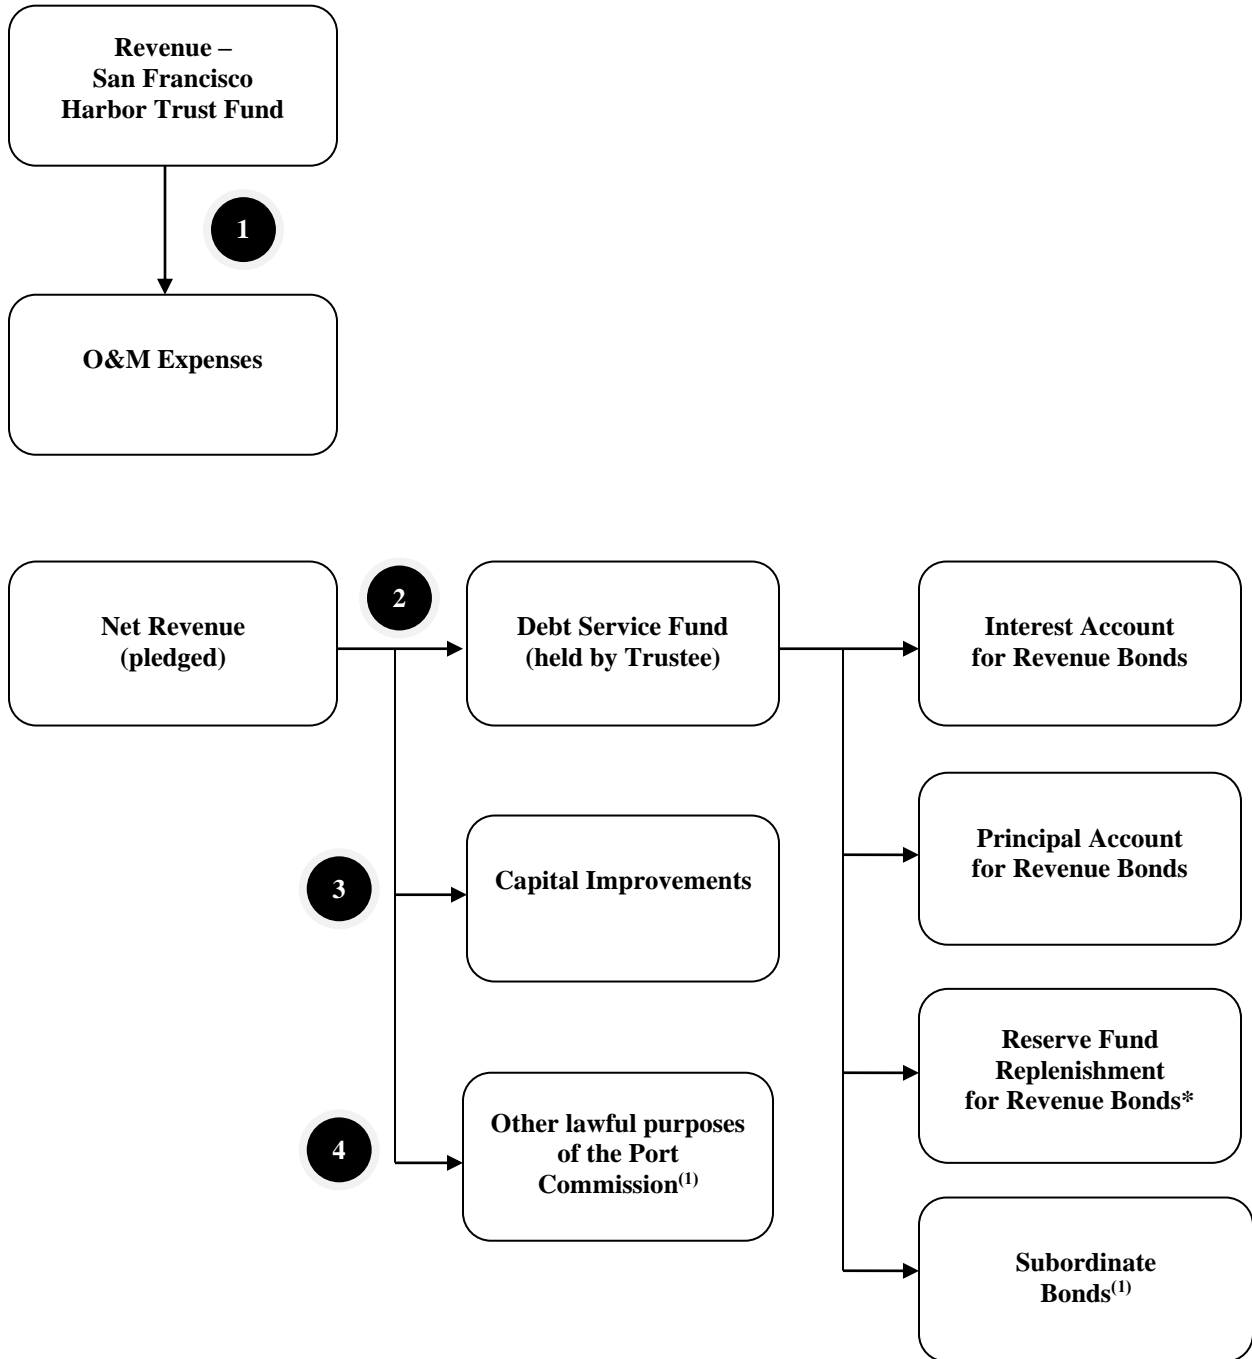 Revenue –
San Francisco
Harbor Trust Fund
1
O&M Expenses
Net Revenue
(pledged)
2
Debt Service Fund
(held by Trustee)
Interest Account
for Revenue Bonds
Principal Account
for Revenue Bonds
3
Capital Improvements
Reserve Fund
Replenishment
for Revenue Bonds*
4
Other lawful purposes
of the Port
Commission(1)
Subordinate
Bonds(1)